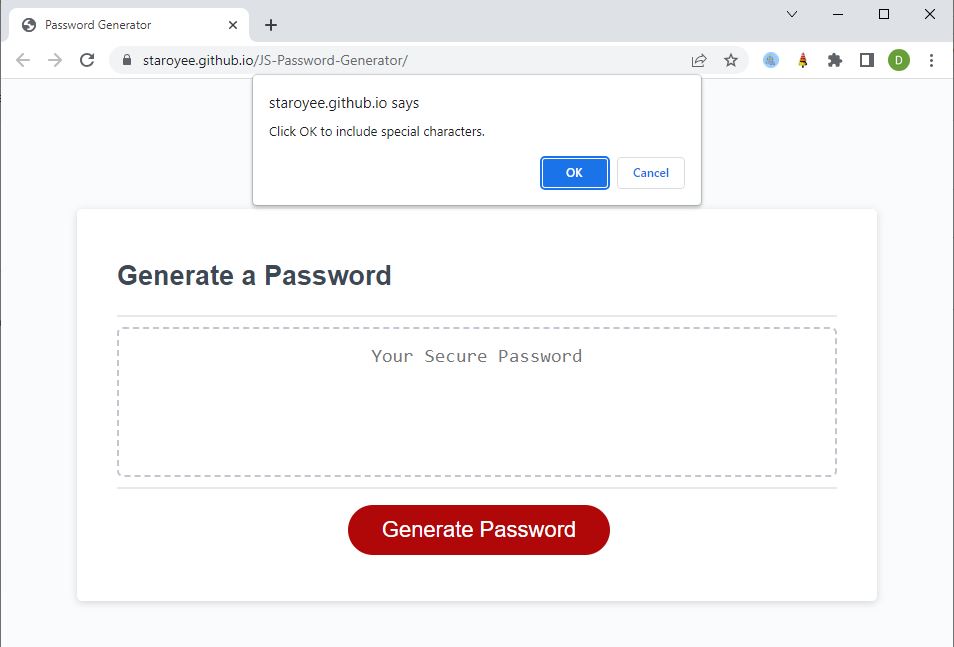 Password Generator
staroyee.github.io/JS-Password-Generator/
D
staroyee.github.io says
Click OK to include special characters.
OK Cancel
Generate a Password
Your Secure Password
Generate Password